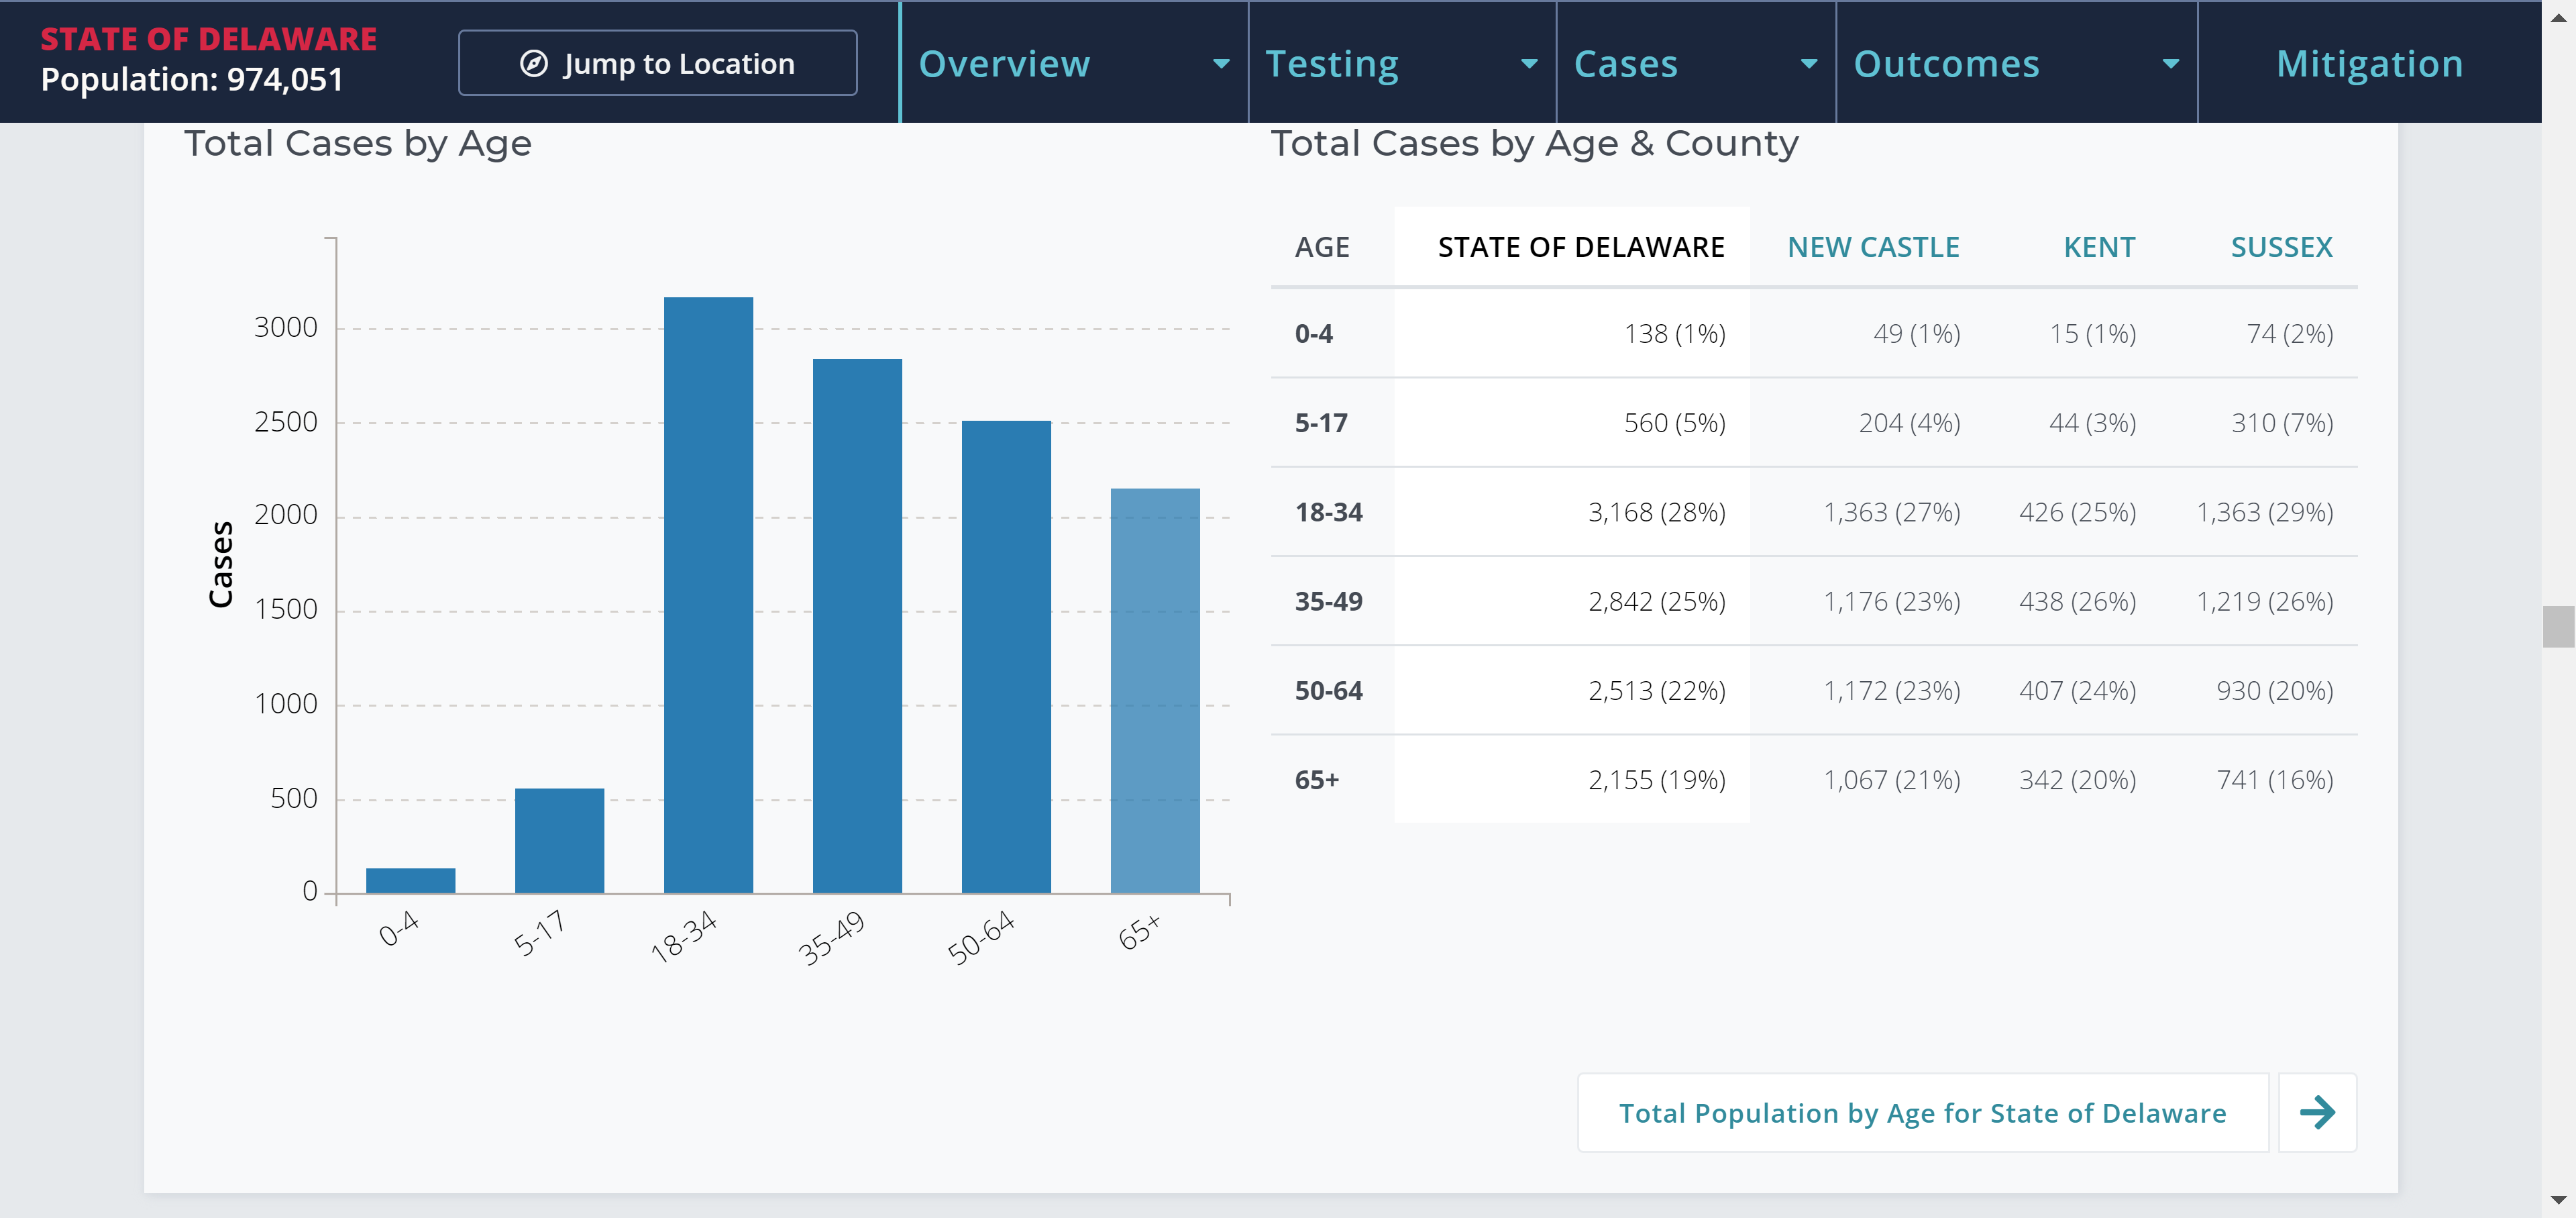 STATE OF DELAWARE
Population: 974,051
Jump to Location
Overview
Testing
Cases
Outcomes
Mitigation
Total Cases by Age
Cases
3000
2500
2000
1500
1000
500
0
0-4
5-17
18-34
35-49
50-64
65+
Total Cases by Age & County
AGE STATE OF DELAWARE NEW CASTLE KENT SUSSEX
0-4 138 (1%) 49 (1%) 15 (1%) 74 (2%)
5-17 560 (5%) 204 (4%) 44 (3%) 310 (7%)
18-34 3,168 (28%) 1,363 (27%) 426 (25%) 1,363 (29%)
35-49 2,842 (25%) 1,176 (23%) 438 (26%) 1,219 (26%)
50-64 2,513 (22%) 1,172 (23%) 407 (24%) 930 (20%)
65+ 2,155 (19%) 1,067 (21%) 342 (20%) 741 (16%)
Total Population by Age for State of Delaware